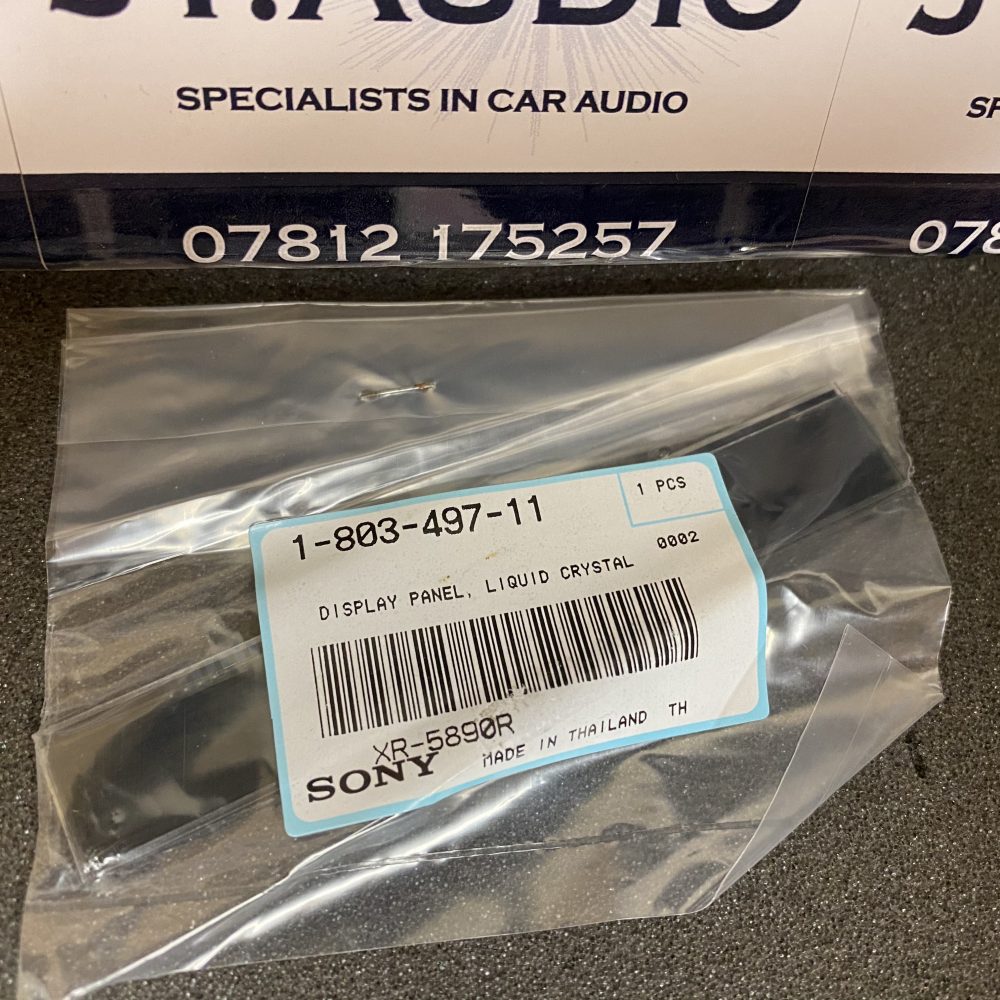 SPECIALISTS IN CAR AUDIO
07812 175257
078
1-803-497-11
1 PCS
0002
DISPLAY PANEL, LIQUID CRYSTAL
XR-5890R
SONY
MADE IN THAILAND TH